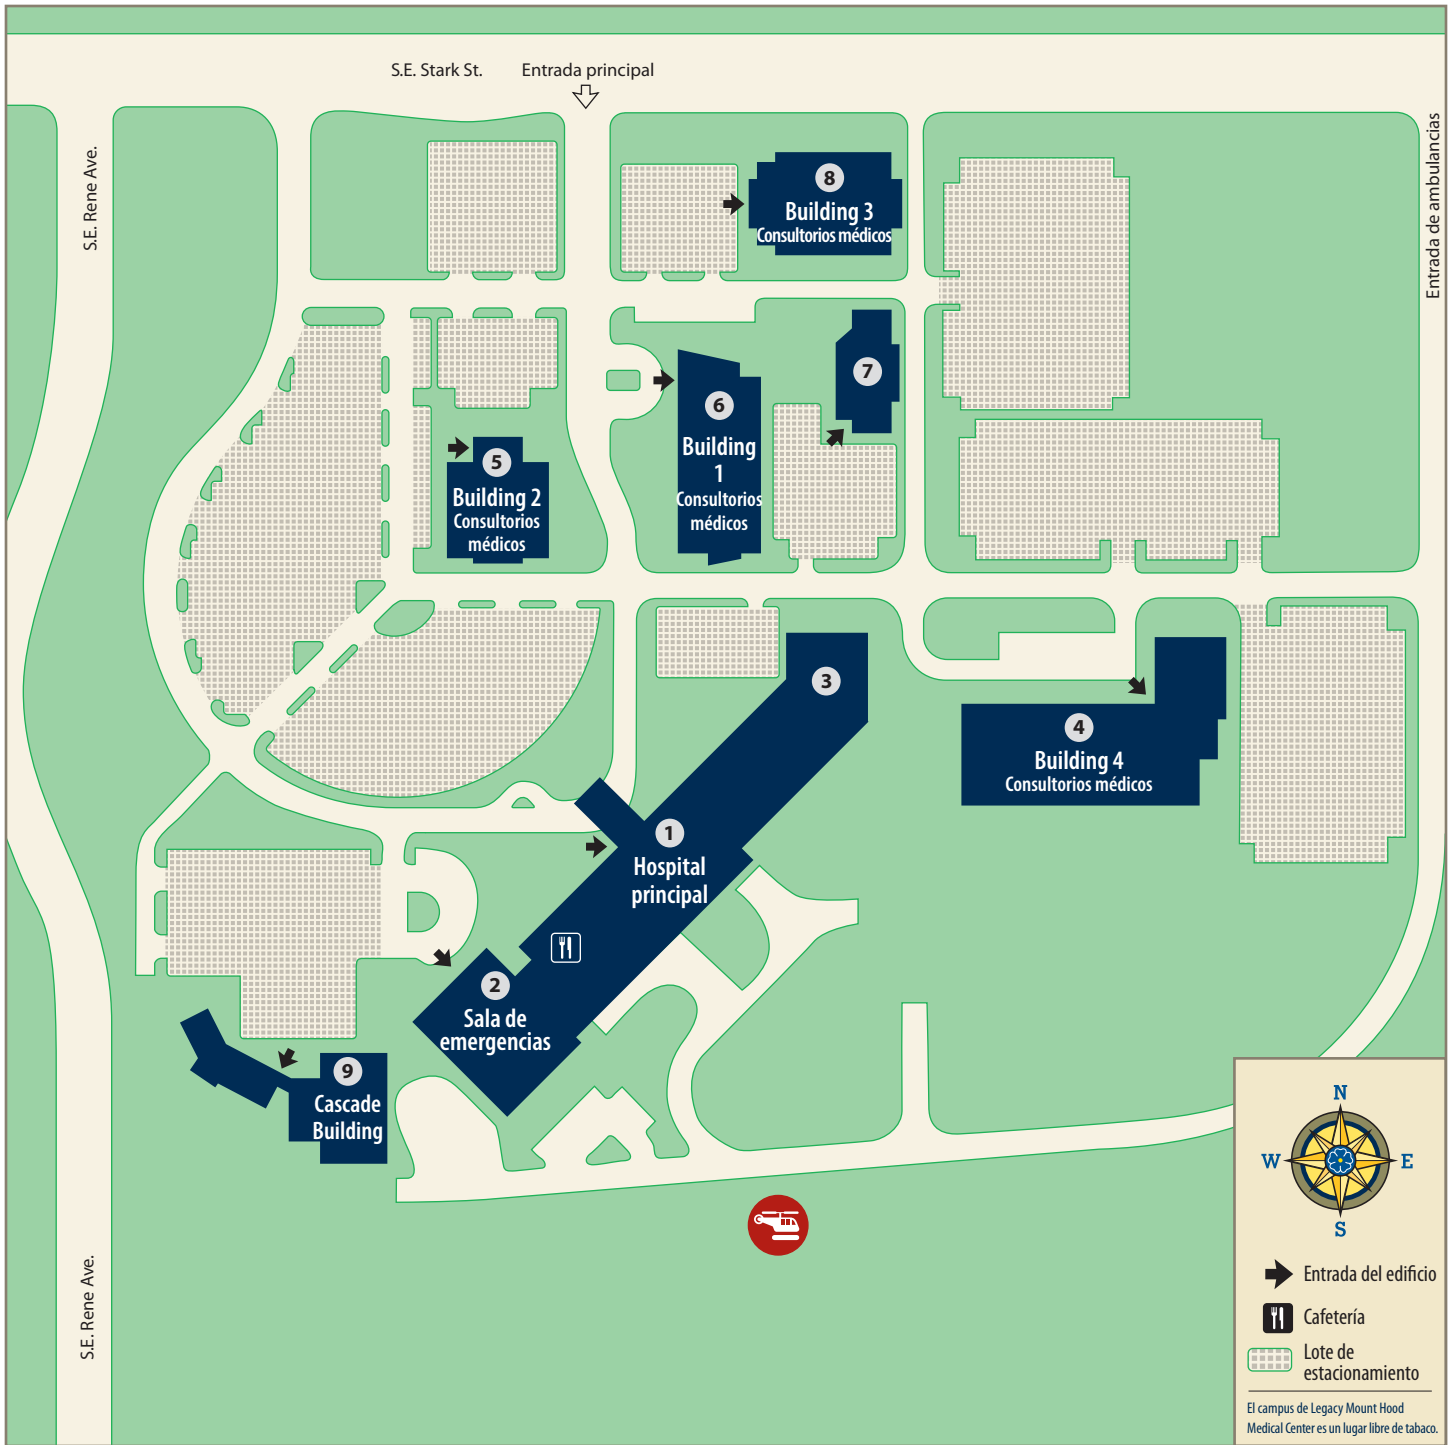 S.E. Stark St.
Entrada principal
S.E. Rene Ave.
Entrada de ambulancias
8
Building 3
Consultorios médicos
7
6
Building
1
Consultorios
médicos
5
Building 2
Consultorios
médicos
3
4
Building 4
Consultorios médicos
1
Hospital
principal
2
Sala de
emergencias
9
Cascade
Building
S.E. Rene Ave.
N
W
E
S
Entrada del edificio
Cafetería
Lote de
estacionamiento
El campus de Legacy Mount Hood
Medical Center es un lugar libre de tabaco.